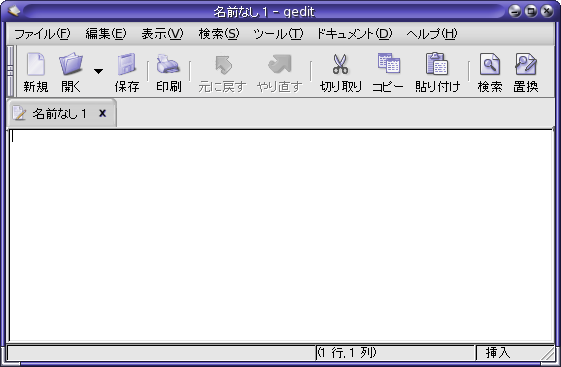 名前なし 1 - gedit
ファイル(F) 編集(E) 表示(V) 検索(S) ツール(T) ドキュメント(D) ヘルプ(H)
新規 開く 保存 印刷 元に戻す やり直す 切り取り コピー 貼り付け 検索 置換
名前なし 1 x
(1 行, 1 列) 挿入